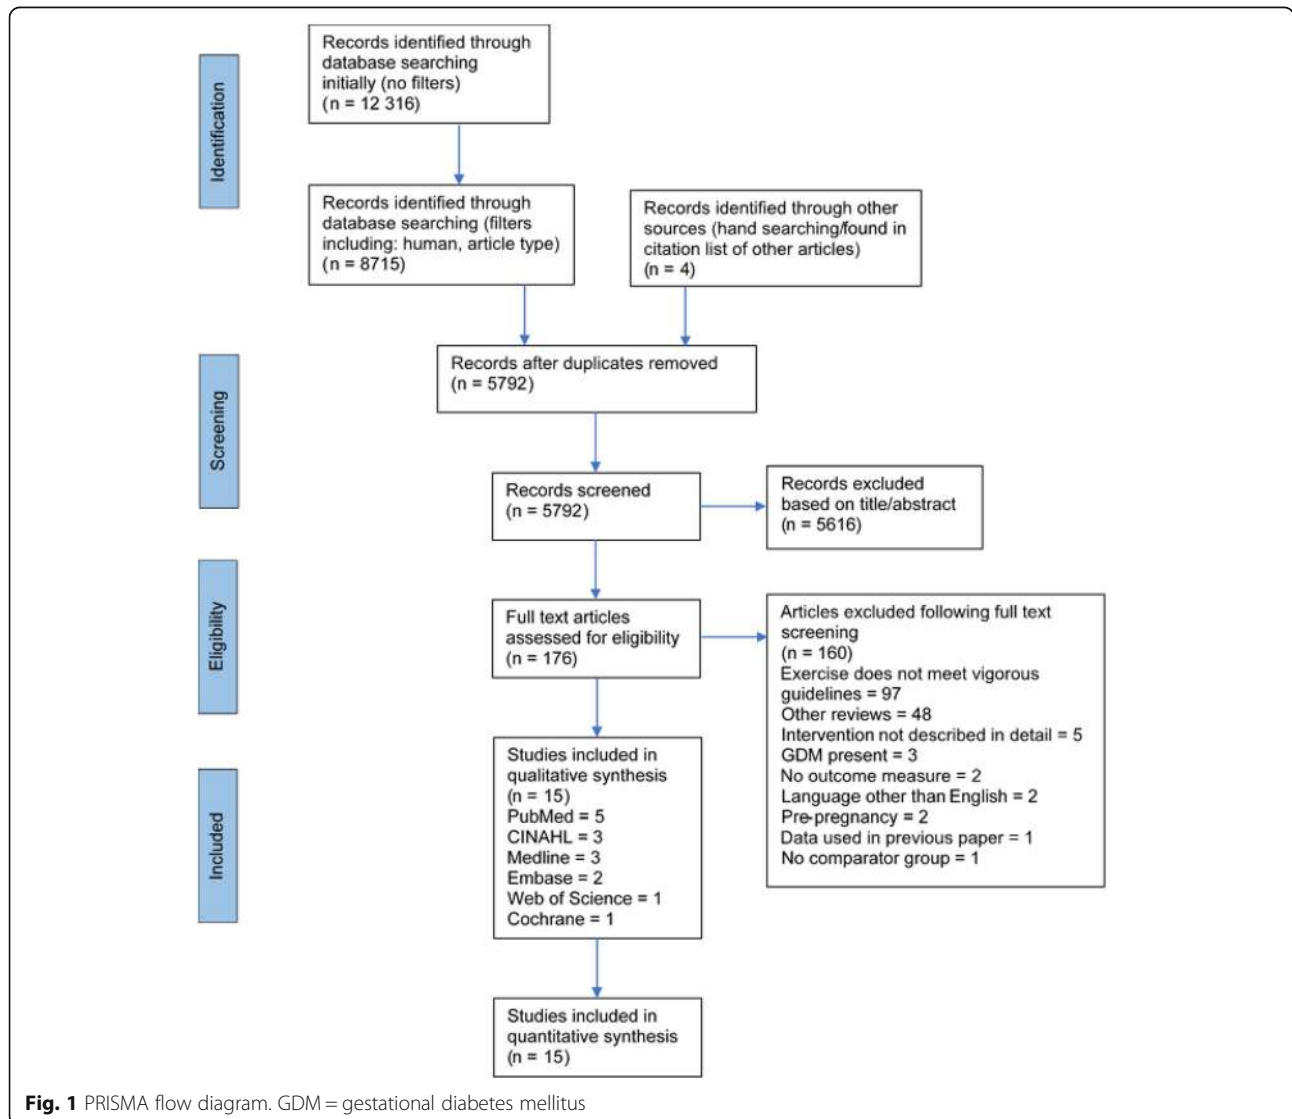 Identification
Records identified through
database searching
initially (no filters)
(n = 12 316)
Records identified through
database searching (filters
including: human, article type)
(n = 8715)
Records identified through other
sources (hand searching/found in
citation list of other articles)
(n = 4)
Screening
Records after duplicates removed
(n = 5792)
Records screened
(n = 5792)
Records excluded
based on title/abstract
(n = 5616)
Eligibility
Full text articles
assessed for eligibility
(n = 176)
Articles excluded following full text
screening
(n = 160)
Exercise does not meet vigorous
guidelines = 97
Other reviews = 48
Intervention not described in detail = 5
GDM present = 3
No outcome measure = 2
Language other than English = 2
Pre-pregnancy = 2
Data used in previous paper = 1
No comparator group = 1
Included
Studies included in
qualitative synthesis
(n = 15)
PubMed = 5
CINAHL = 3
Medline = 3
Embase = 2
Web of Science = 1
Cochrane = 1
Studies included in
quantitative synthesis
(n = 15)
Fig. 1 PRISMA flow diagram. GDM = gestational diabetes mellitus